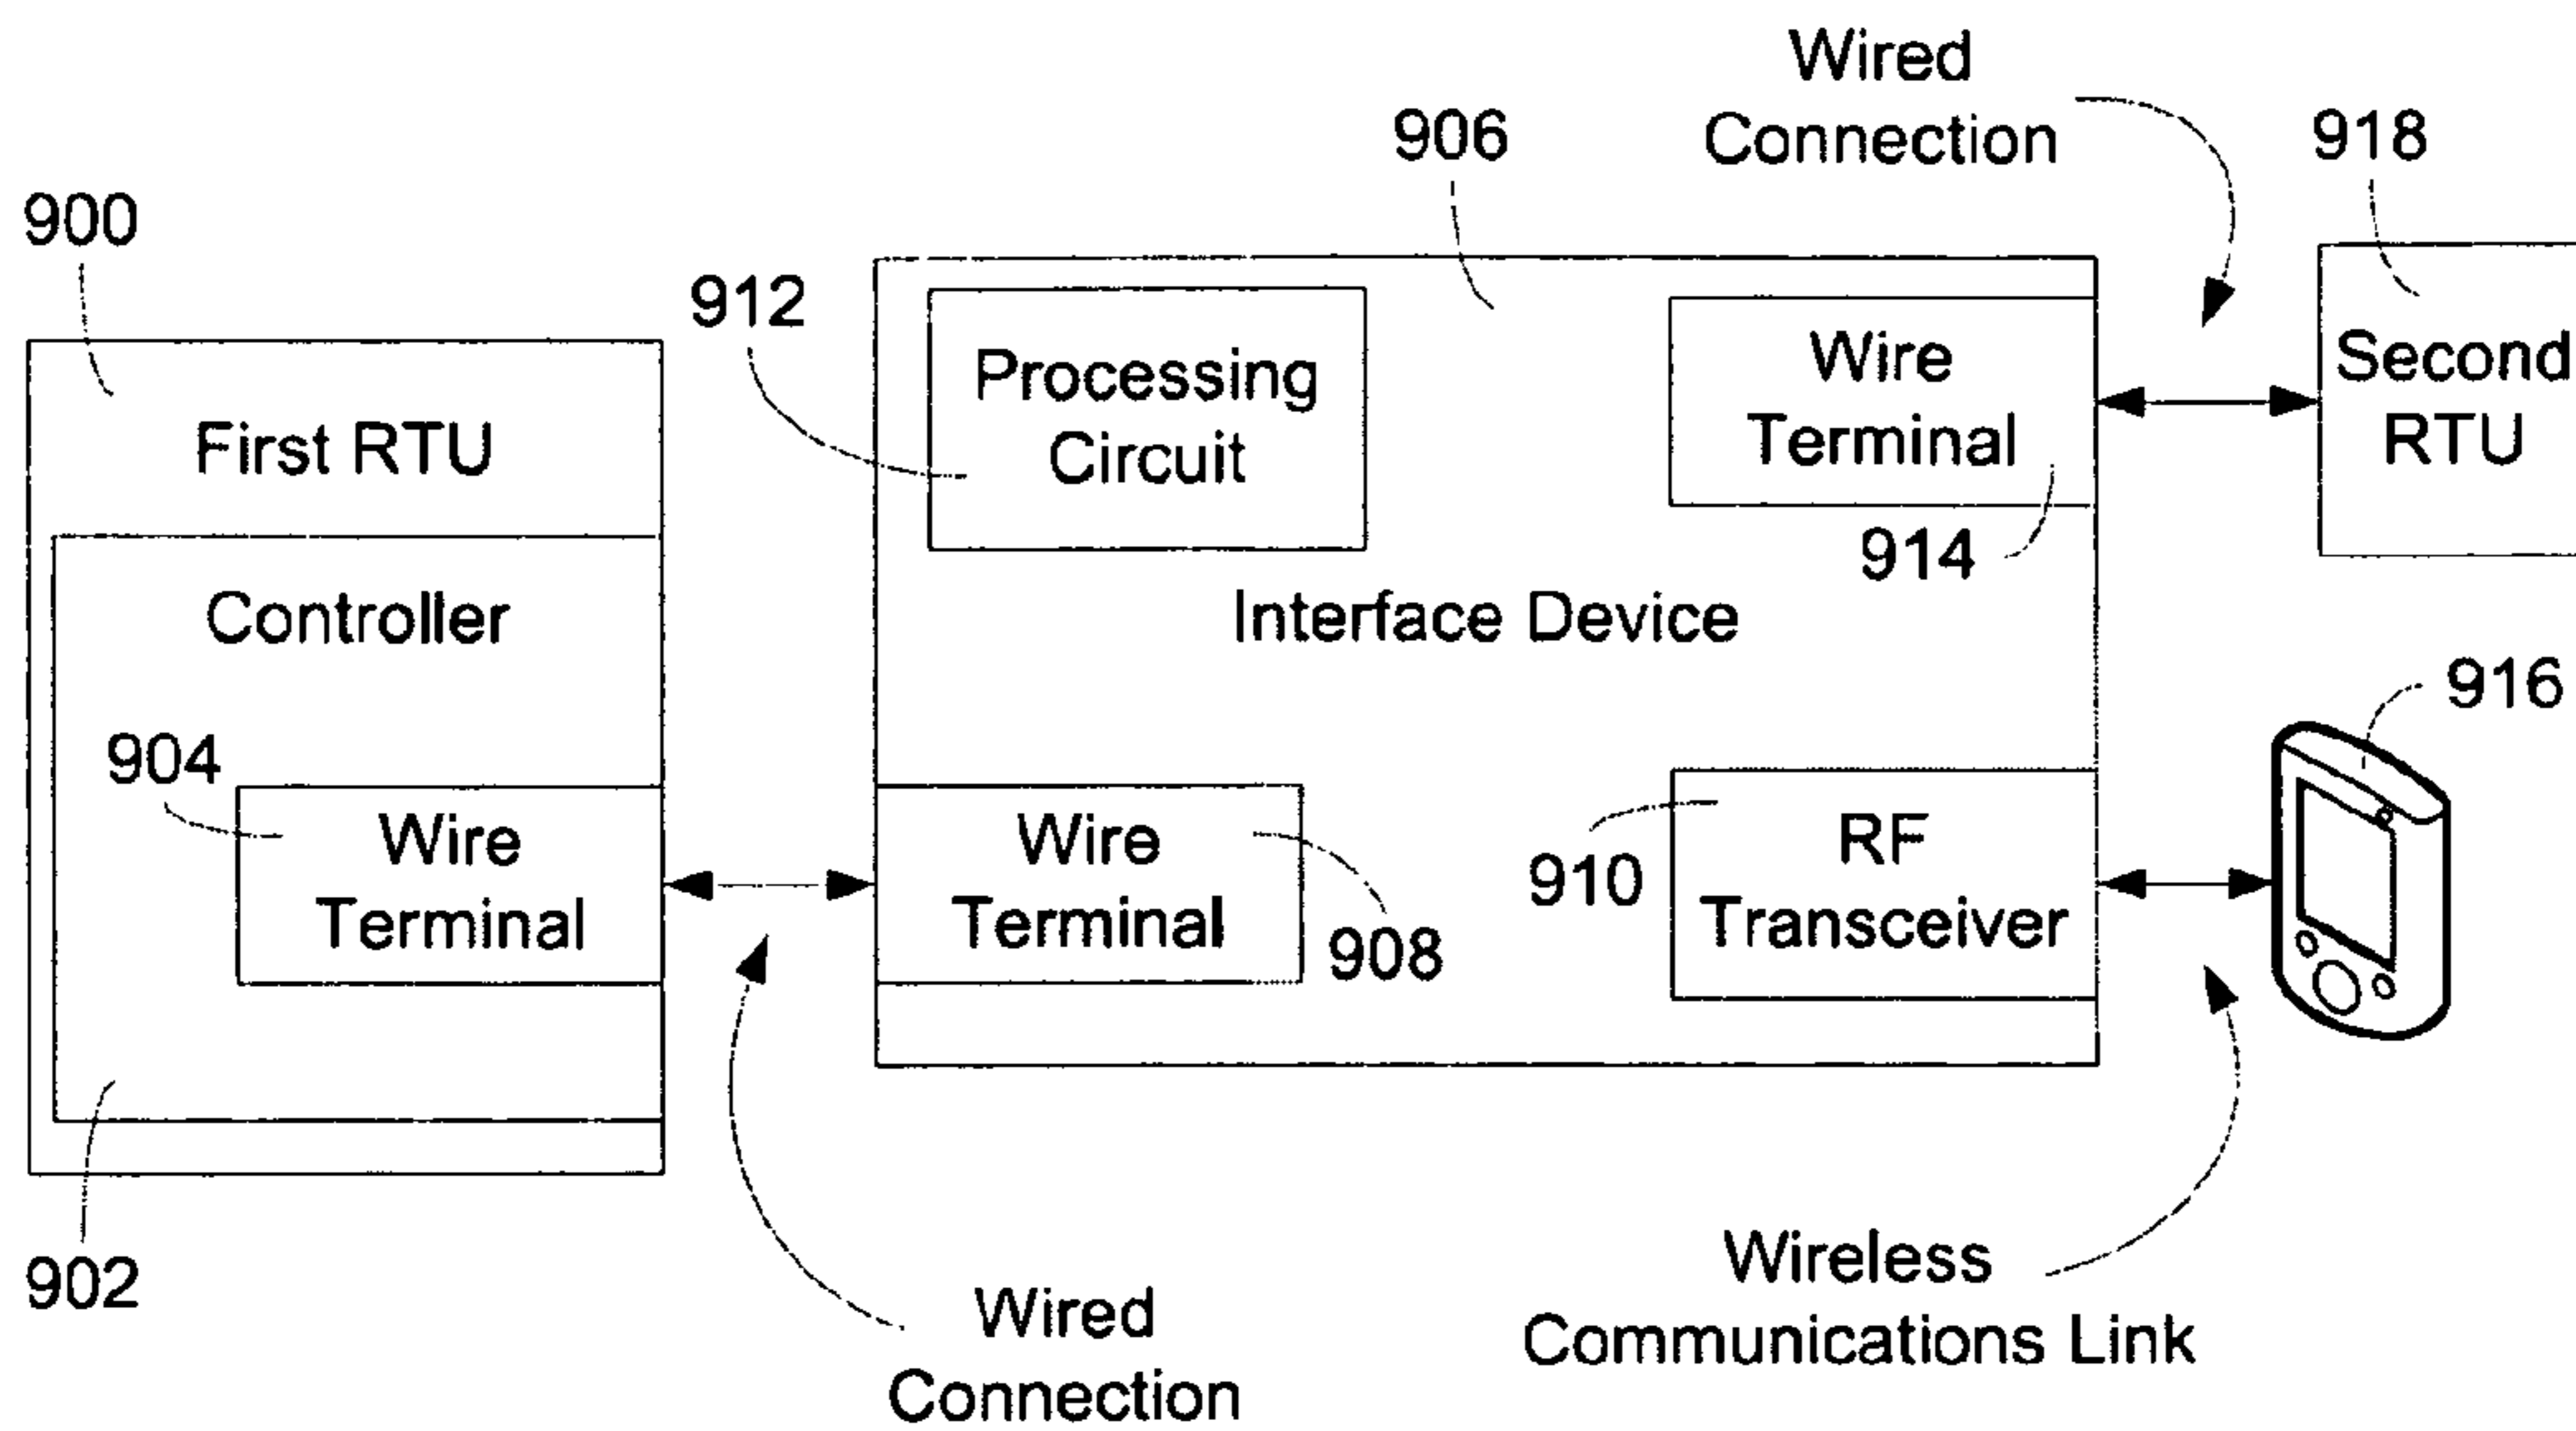 Wired
Connection
906
918
900
912
Processing
Circuit
Wire
Terminal
914
Second
RTU
First RTU
Controller
Interface Device
916
904
Wire
Terminal
Wire
Terminal
908
910
RF
Transceiver
902
Wired
Connection
Wireless
Communications Link